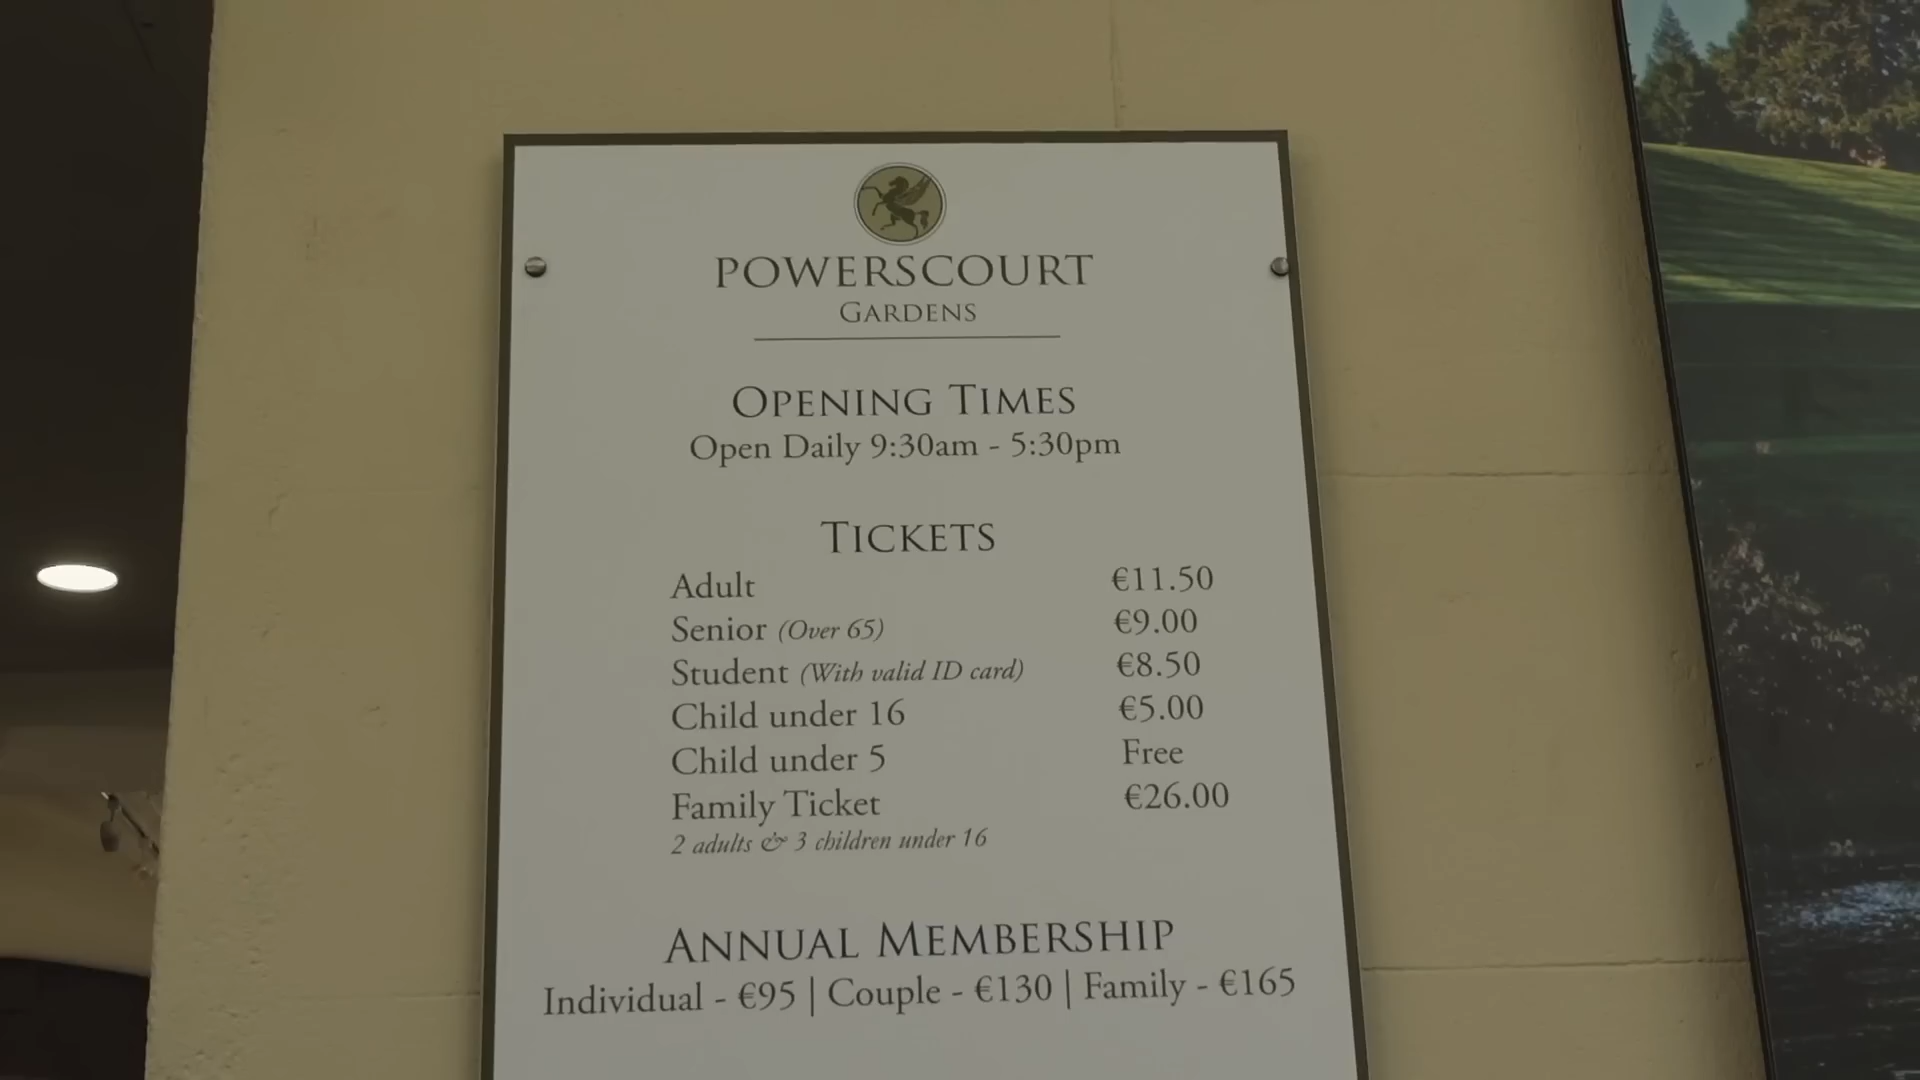 POWERSCOURT
GARDENS
OPENING TIMES
Open Daily 9:30am - 5:30pm
TICKETS
Adult €11.50
Senior (Over 65) €9.00
Student (With valid ID card) €8.50
Child under 16 €5.00
Child under 5 Free
Family Ticket €26.00
2 adults & 3 children under 16
ANNUAL MEMBERSHIP
Individual - €95 | Couple - €130 | Family - €165